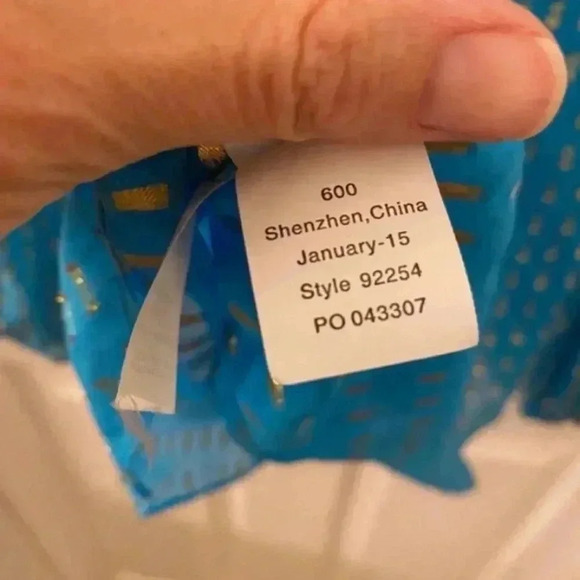 600
Shenzhen,China
January-15
Style 92254
PO 043307